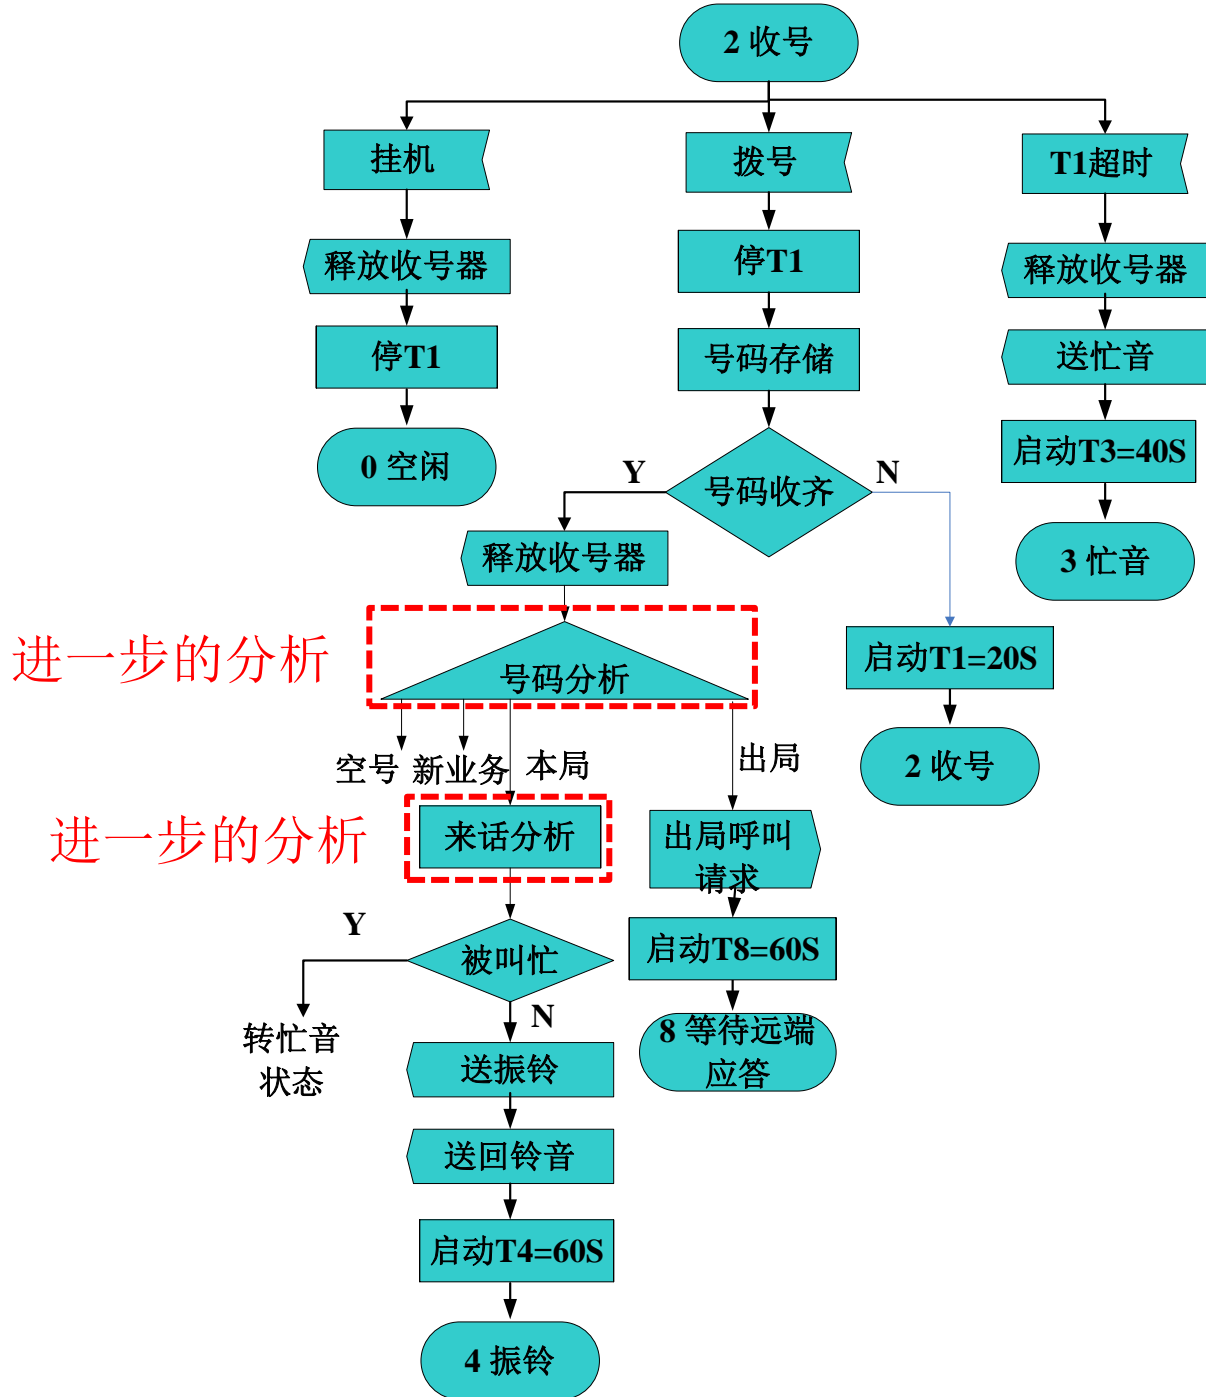 2 收号
挂机
拨号
T1超时
释放收号器
停T1
释放收号器
停T1
号码存储
送忙音
0 空闲
Y
号码收齐
N
启动T3=40S
释放收号器
3 忙音
进一步的分析
号码分析
启动T1=20S
空号
新业务
本局
出局
2 收号
进一步的分析
来话分析
出局呼叫
请求
Y
被叫忙
启动T8=60S
N
转忙音
状态
送振铃
8 等待远端
应答
送回铃音
启动T4=60S
4 振铃